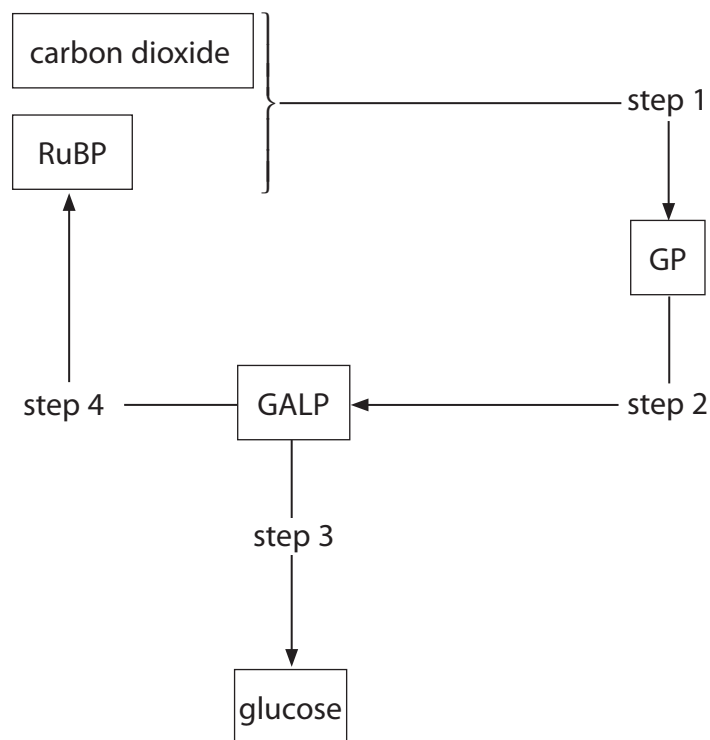 carbon dioxide
step 1
RuBP
GP
step 4
GALP
step 2
step 3
glucose